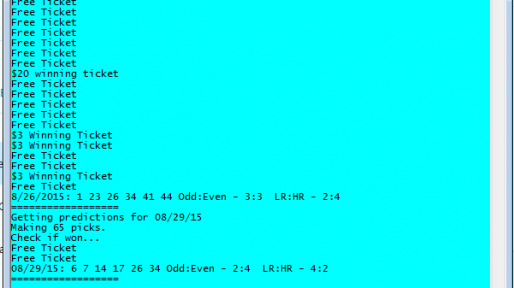 Free Ticket
Free Ticket
Free Ticket
Free Ticket
Free Ticket
Free Ticket
Free Ticket
$20 winning ticket
Free Ticket
Free Ticket
Free Ticket
Free Ticket
Free Ticket
$3 Winning Ticket
$3 Winning Ticket
Free Ticket
Free Ticket
$3 Winning Ticket
Free Ticket
8/26/2015: 1 23 26 34 41 44 Odd:Even - 3:3  LR:HR - 2:4
==================
Getting predictions for 08/29/15
Making 65 picks.
Check if won...
Free Ticket
Free Ticket
08/29/15: 6 7 14 17 26 34 Odd:Even - 2:4  LR:HR - 4:2
==================